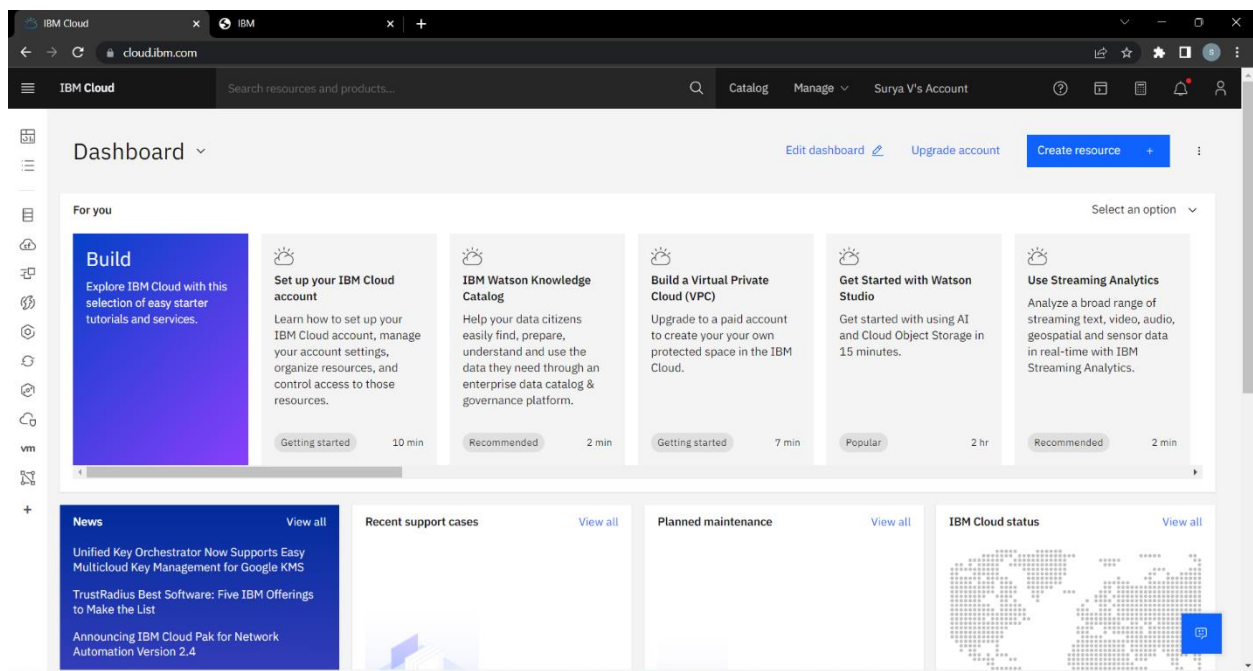 IBM Cloud
IBM
cloud.ibm.com
S
IBM Cloud
Search resources and products...
Catalog
Manage
Surya V's Account
Dashboard
Edit dashboard
Upgrade account
Create resource +
For you
Select an option
Build
Explore IBM Cloud with this
selection of easy starter
tutorials and services.
Set up your IBM Cloud
account
Learn how to set up your
IBM Cloud account, manage
your account settings,
organize resources, and
control access to those
resources.
Getting started
10 min
IBM Watson Knowledge
Catalog
Help your data citizens
easily find, prepare,
understand and use the
data they need through an
enterprise data catalog &
governance platform.
Recommended
2 min
Build a Virtual Private
Cloud (VPC)
Upgrade to a paid account
to create your your own
protected space in the IBM
Cloud.
Getting started
7 min
Get Started with Watson
Studio
Get started with using AI
and Cloud Object Storage in
15 minutes.
Popular
2 hr
Use Streaming Analytics
Analyze a broad range of
streaming text, video, audio,
geospatial and sensor data
in real-time with IBM
Streaming Analytics.
Recommended
2 min
vm
News
View all
Unified Key Orchestrator Now Supports Easy
Multicloud Key Management for Google KMS
TrustRadius Best Software: Five IBM Offerings
to Make the List
Announcing IBM Cloud Pak for Network
Automation Version 2.4
Recent support cases
View all
Planned maintenance
View all
IBM Cloud status
View all